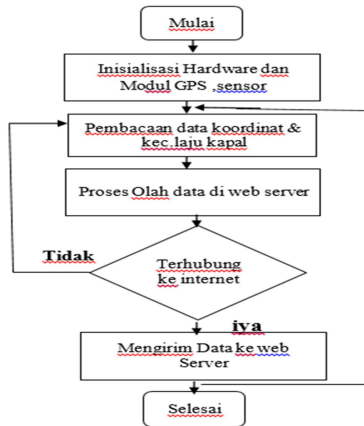 Mulai
Inisialisasi Hardware dan
Modul GPS ,sensor
Pembacaan data koordinat &
kec.laju kapal
Proses Olah data di web server
Tidak
Terhubung
ke internet
iya
Mengirim Data ke web
Server
Selesai